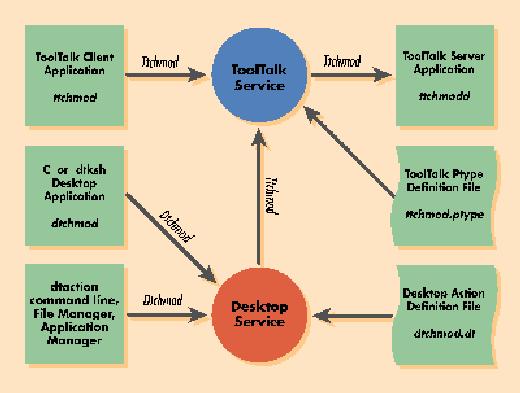 ToolTalk Client
Application
ttchmod
Ttchmod
ToolTalk
Service
Ttchmod
ToolTalk Server
Application
ttchmodd
C or dtksh
Desktop
Application
dtchmod
Dtchmod
Ttchmod
ToolTalk Ptype
Definition File
ttchmod.ptype
dtaction
command line,
File Manager,
Application
Manager
Dtchmod
Desktop
Service
Desktop Action
Definition File
dtchmod.dt